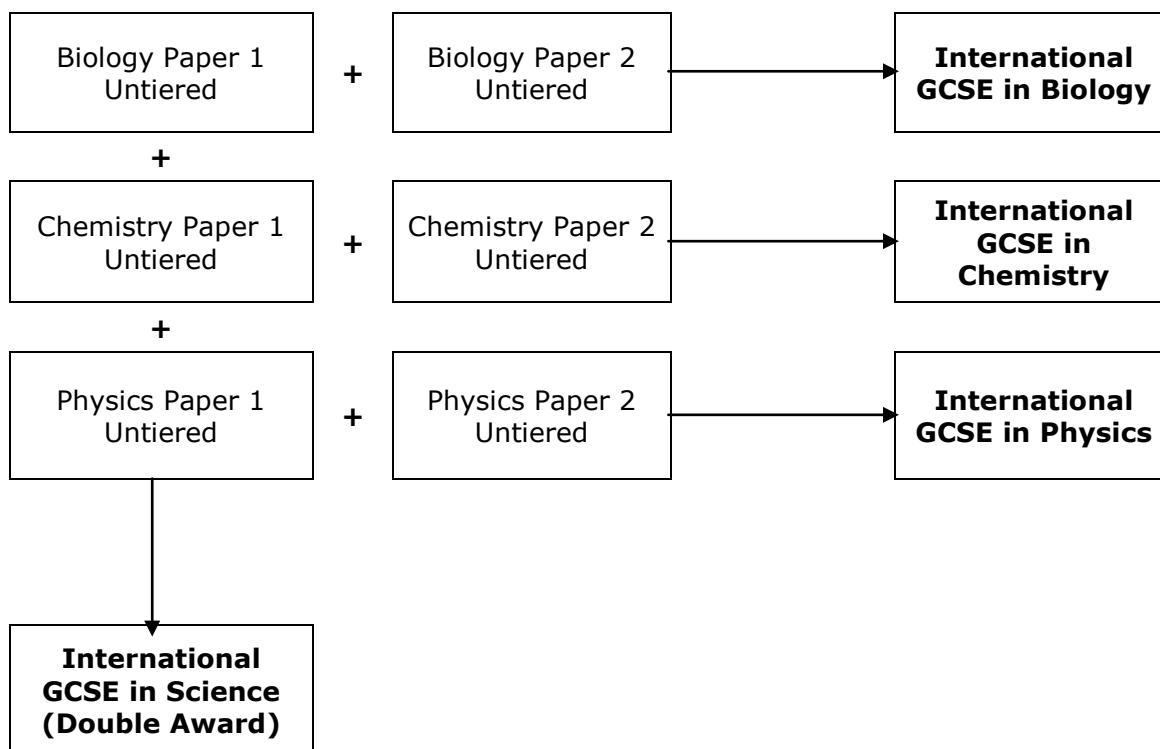 Biology Paper 1
Untiered
+
Biology Paper 2
Untiered
International
GCSE in Biology
+
Chemistry Paper 1
Untiered
+
Chemistry Paper 2
Untiered
International
GCSE in
Chemistry
+
Physics Paper 1
Untiered
+
Physics Paper 2
Untiered
International
GCSE in Physics
International
GCSE in Science
(Double Award)